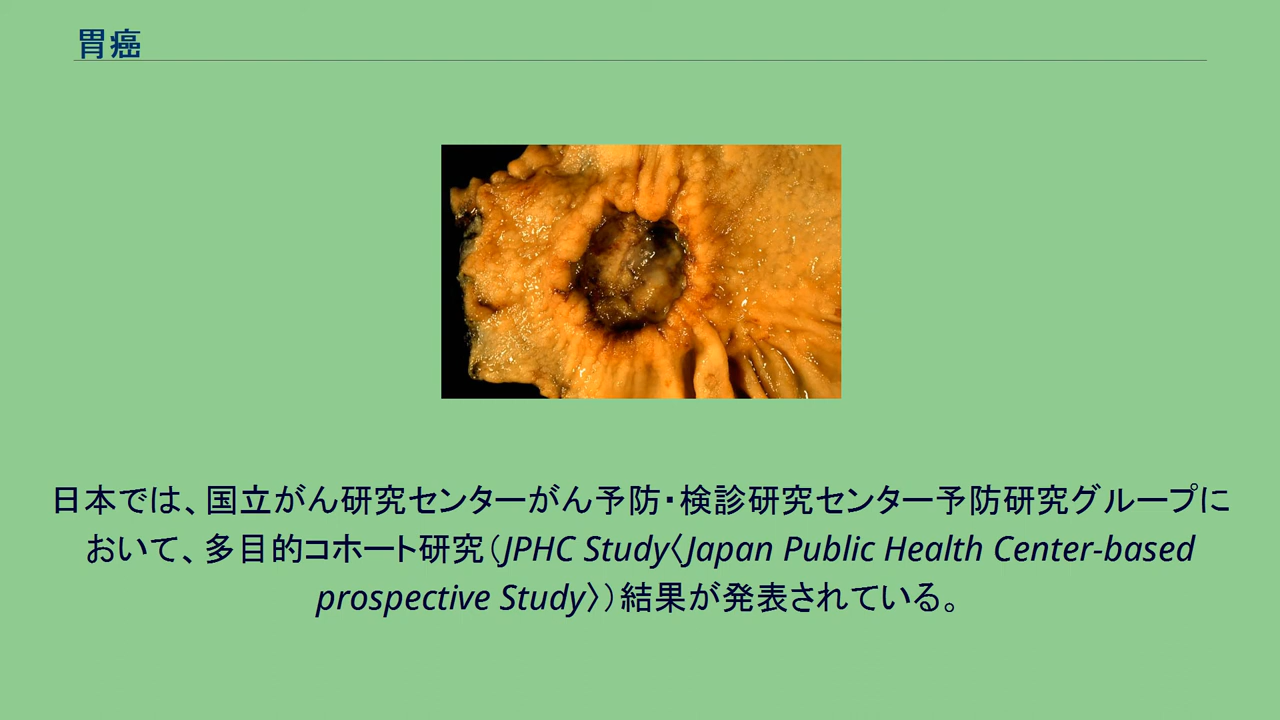 胃癌
日本では、国立がん研究センターがん予防・検診研究センター予防研究グループに
おいて、多目的コホート研究（JPHC Study〈Japan Public Health Center-based
prospective Study〉）結果が発表されている。